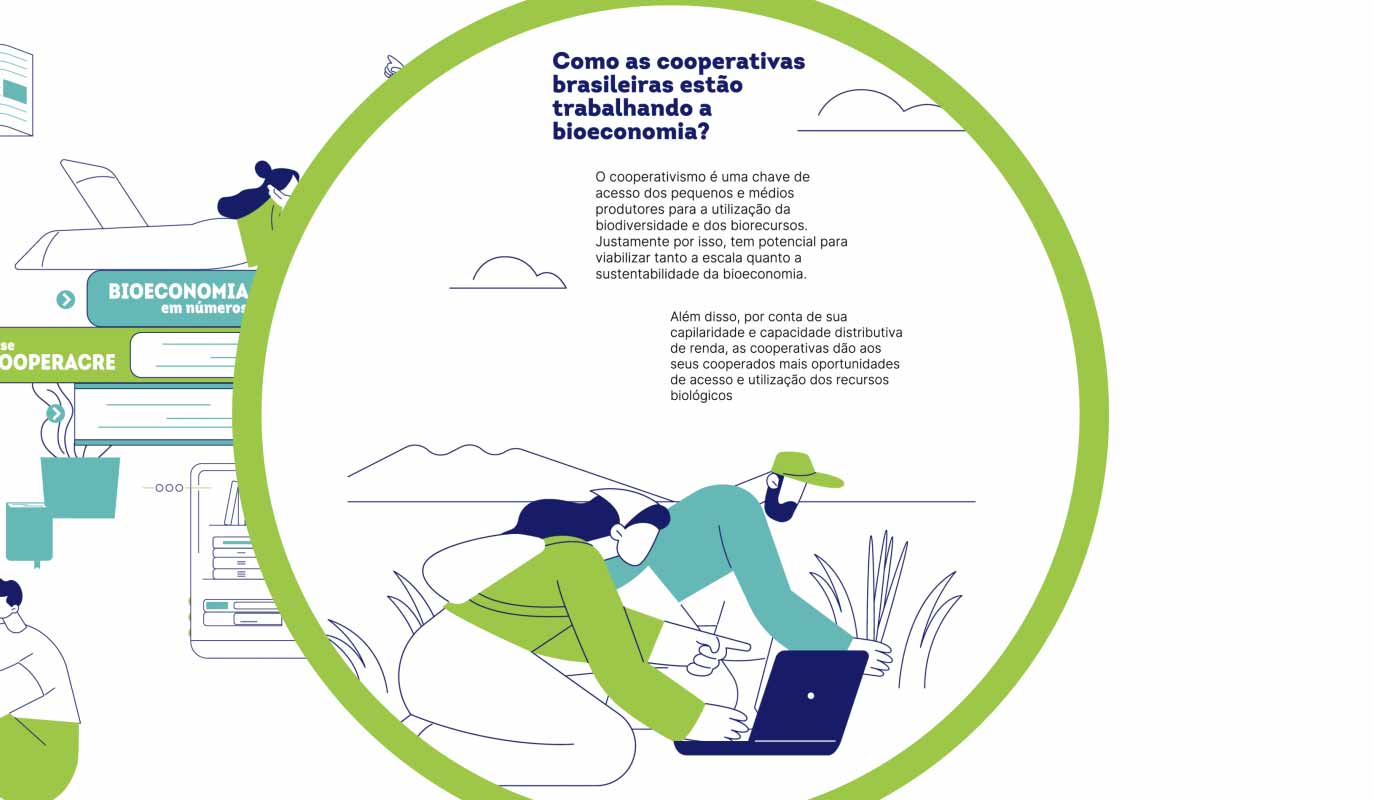 Como as cooperativas
brasileiras estão
trabalhando a
bioeconomia?
O cooperativismo é uma chave de
acesso dos pequenos e médios
produtores para a utilização da
biodiversidade e dos biorecursos.
Justamente por isso, tem potencial para
viabilizar tanto a escala quanto a
sustentabilidade da bioeconomia.
Além disso, por conta de sua
capilaridade e capacidade distributiva
de renda, as cooperativas dão aos
seus cooperados mais oportunidades
de acesso e utilização dos recursos
biológicos
BIOECONOMIA
em números
se
OOPERACRE